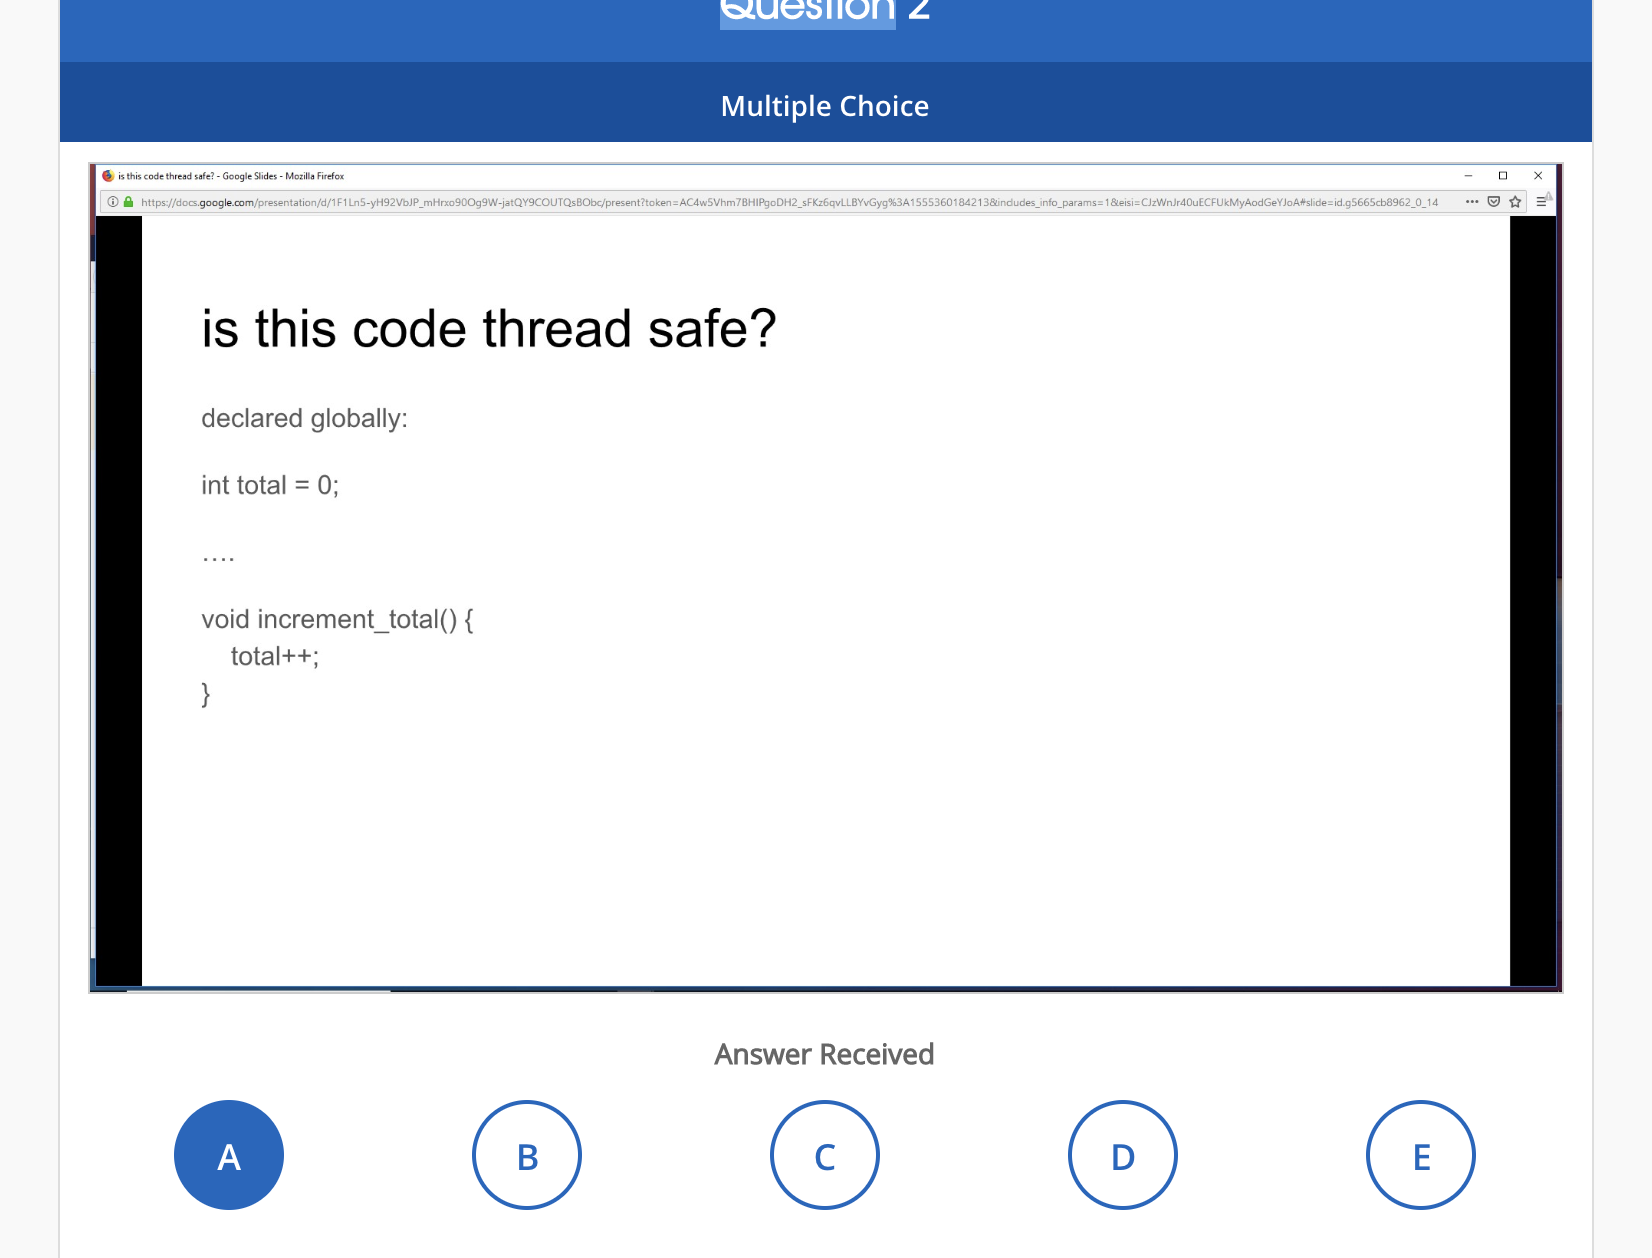 Question 2
Multiple Choice
is this code thread safe? - Google Slides - Mozilla Firefox
https://docs.google.com/presentation/d/1F1Ln5-yH92VbJP_mHrxo90Og9W-jatQY9COUTQsBObc/present?token=AC4w5Vhm7BHIPgoDH2_sFKz6qvLLBYvGyg%3A1555360184213&includes_info_params=1&eisi=CJzWnJr40uECFUkMyAodGeYJoA#slide=id.g5665cb8962_0_14
is this code thread safe?
declared globally:
int total = 0;
....
void increment_total() {
total++;
}
Answer Received
A B C D E